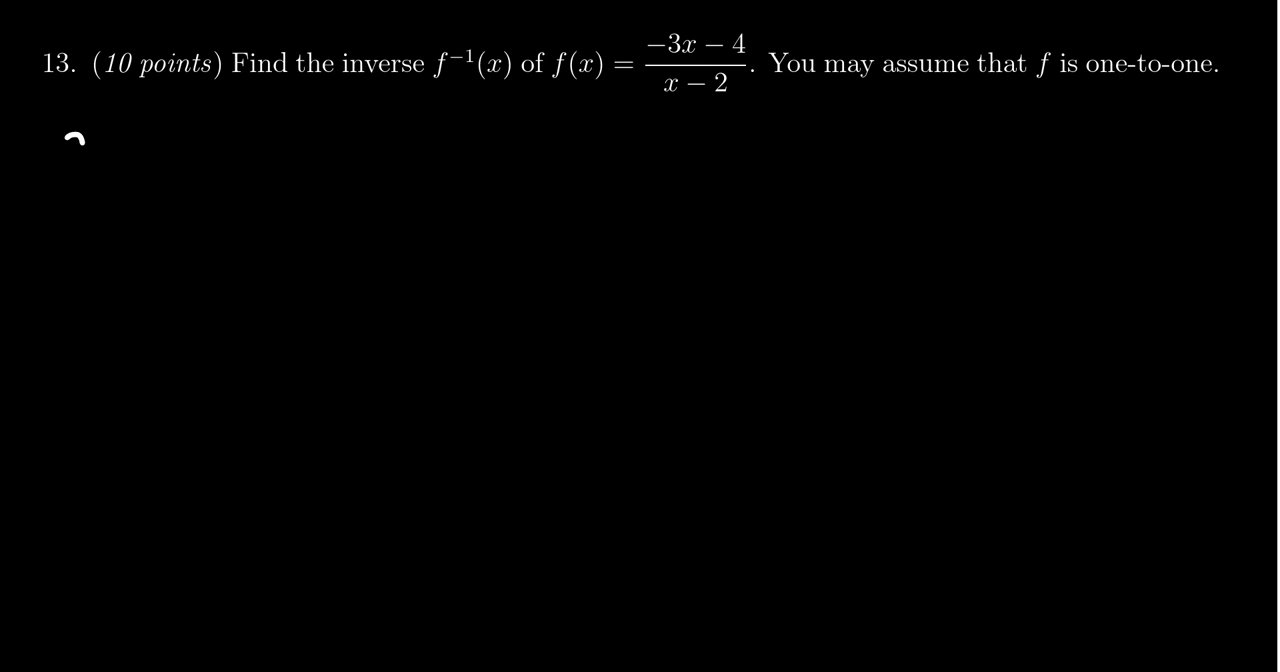 13. (10 points) Find the inverse f⁻¹(x) of f(x) = \frac{-3x - 4}{x - 2}. You may assume that f is one-to-one.